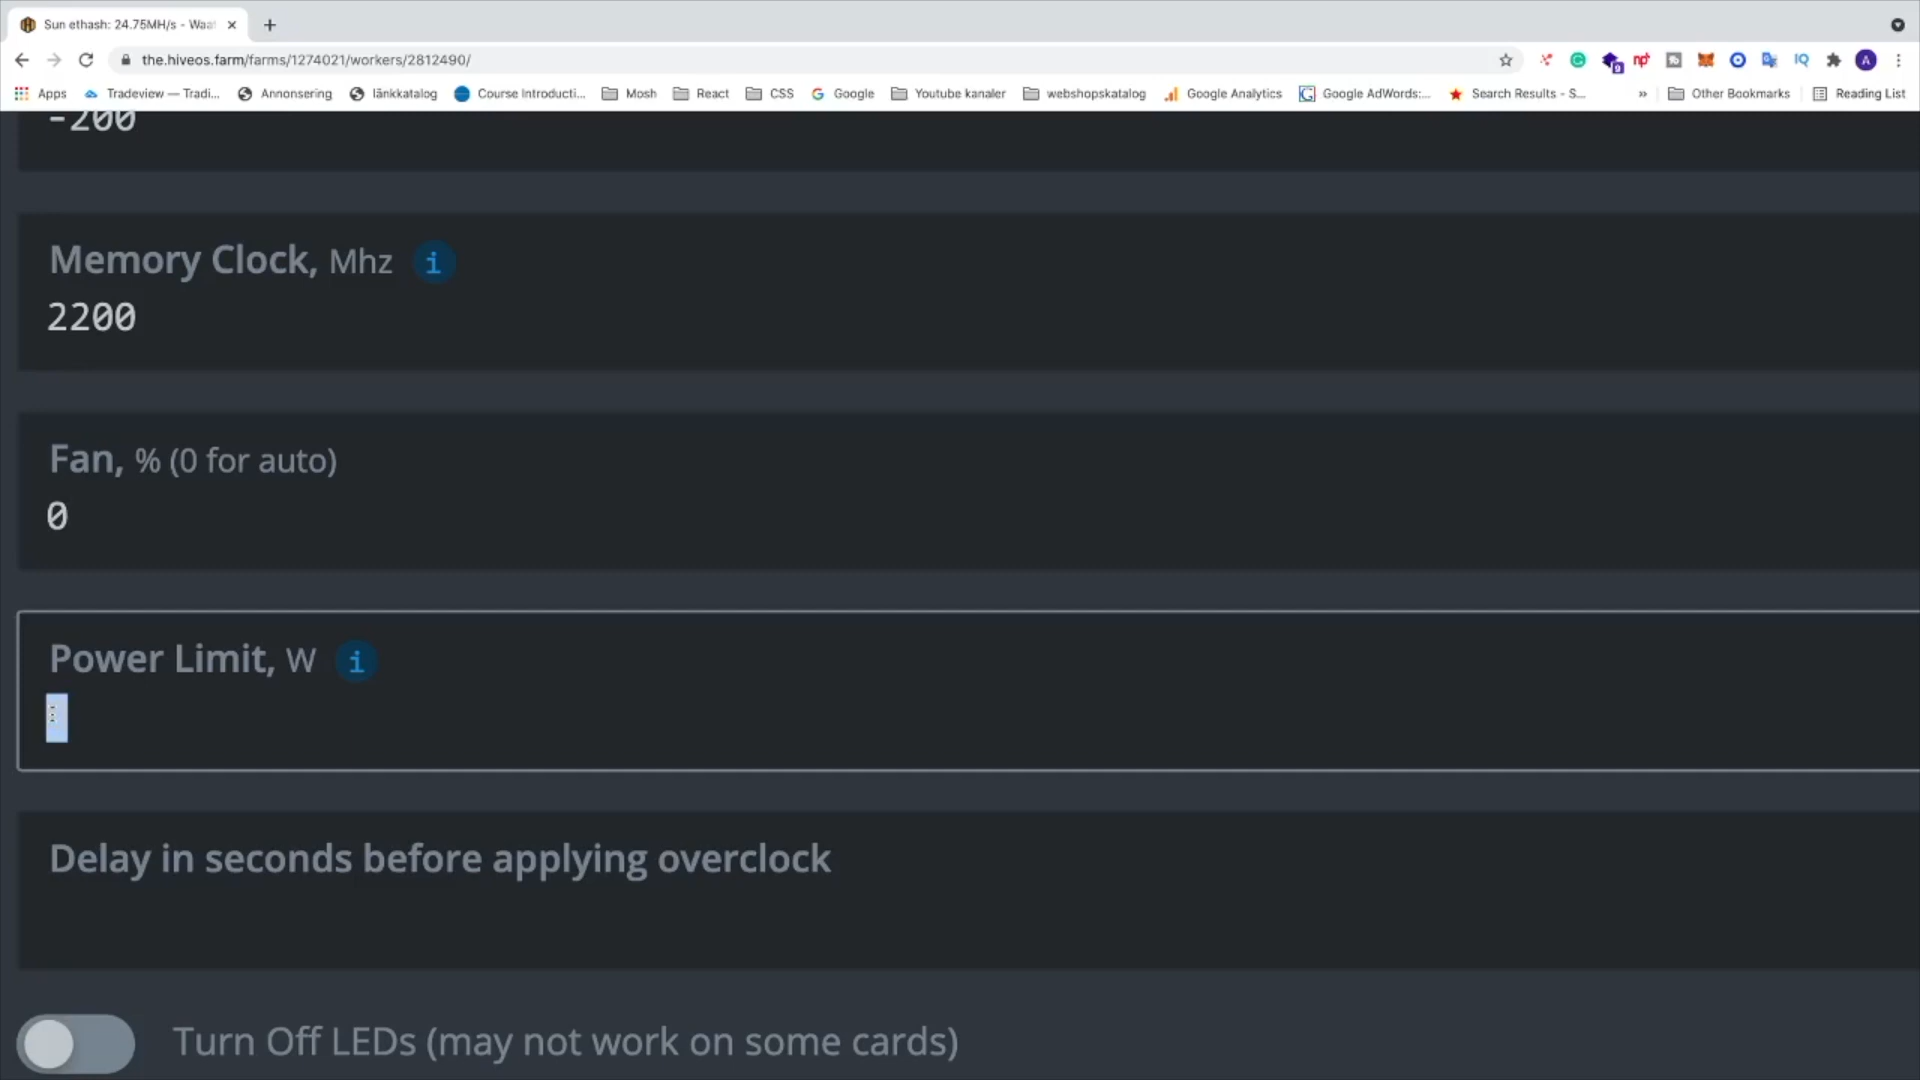 Sun ethash: 24.75MH/s - Waa
the.hiveos.farm/farms/1274021/workers/2812490/
Apps Tradeview — Tradi... Annonsering länkkatalog Course Introducti... Mosh React CSS Google Youtube kanaler webshopskatalog Google Analytics Google AdWords:... Search Results - S... » Other Bookmarks Reading List
-200
Memory Clock, Mhz i
2200
Fan, % (0 for auto)
0
Power Limit, W i
Delay in seconds before applying overclock
Turn Off LEDs (may not work on some cards)